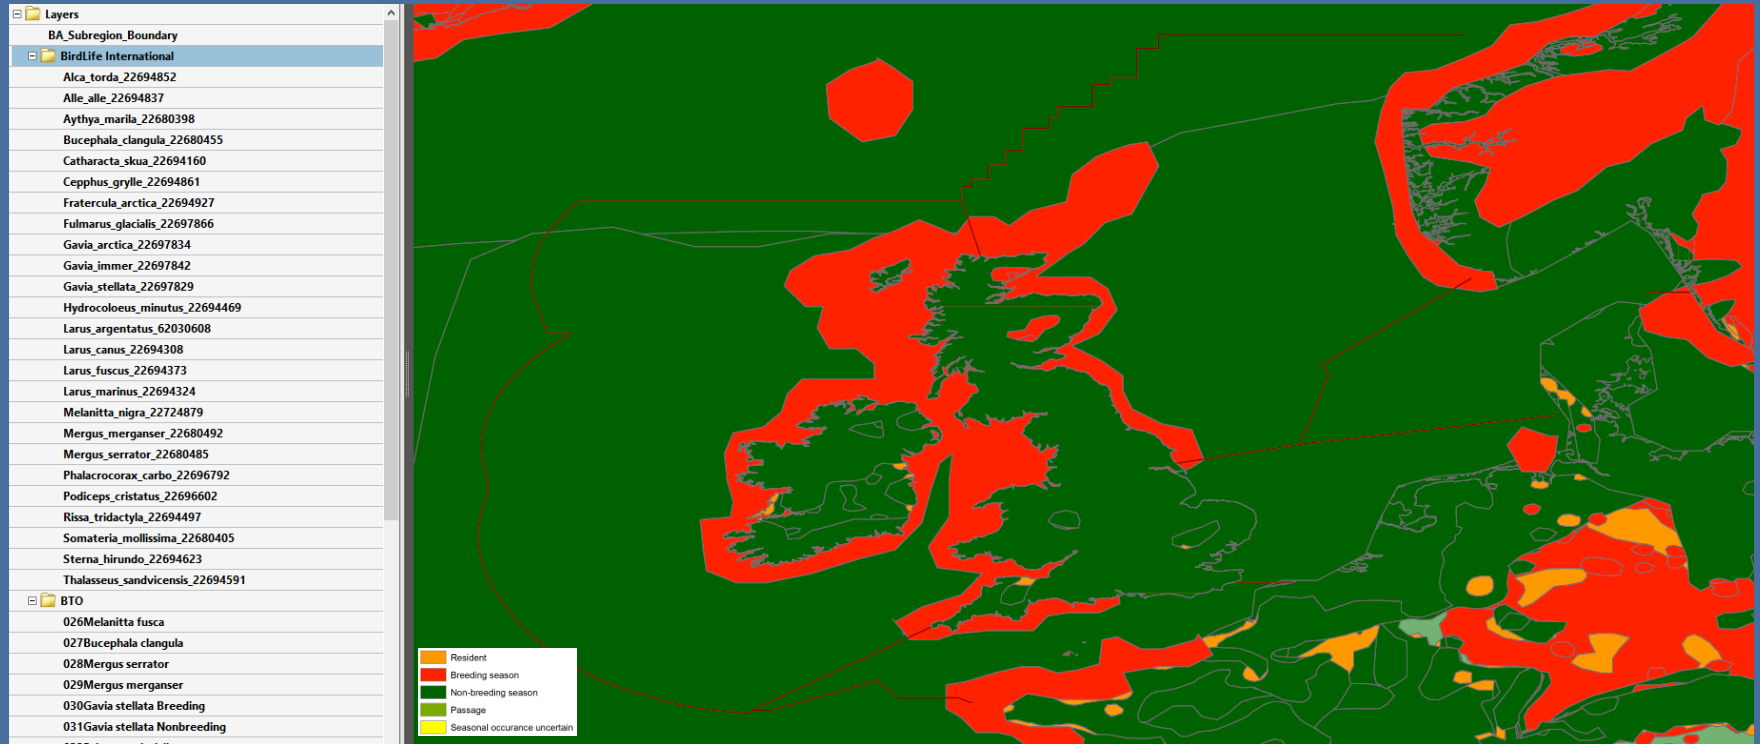 Layers
BA_Subregion_Boundary
BirdLife International
Alca_torda_22694852
Alle_alle_22694837
Aythya_marila_22680398
Bucephala_clangula_22680455
Catharacta_skua_22694160
Cepphus_grylle_22694861
Fratercula_arctica_22694927
Fulmarus_glacialis_22697866
Gavia_arctica_22697834
Gavia_immer_22697842
Gavia_stellata_22697829
Hydrocoloeus_minutus_22694469
Larus_argentatus_62030608
Larus_canus_22694308
Larus_fuscus_22694373
Larus_marinus_22694324
Melanitta_nigra_22724879
Mergus_merganser_22680492
Mergus_serrator_22680485
Phalacrocorax_carbo_22696792
Podiceps_cristatus_22696602
Rissa_tridactyla_22694497
Somateria_mollissima_22680405
Sterna_hirundo_22694623
Thalasseus_sandvicensis_22694591
BTO
026Melanitta fusca
027Bucephala clangula
028Mergus serrator
029Mergus merganser
030Gavia stellata Breeding
031Gavia stellata Nonbreeding
Resident
Breeding season
Non-breeding season
Passage
Seasonal occurance uncertain